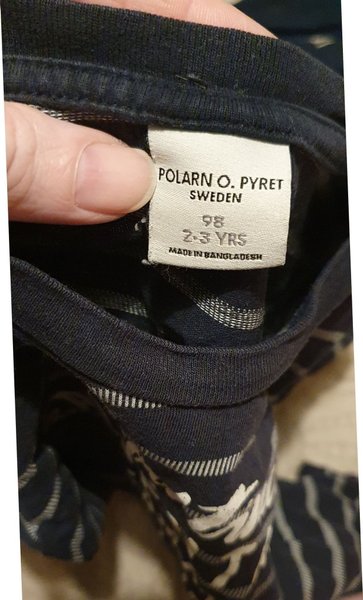 POLARN O. PYRET
SWEDEN
98
2-3 YRS
MADE IN BANGLADESH